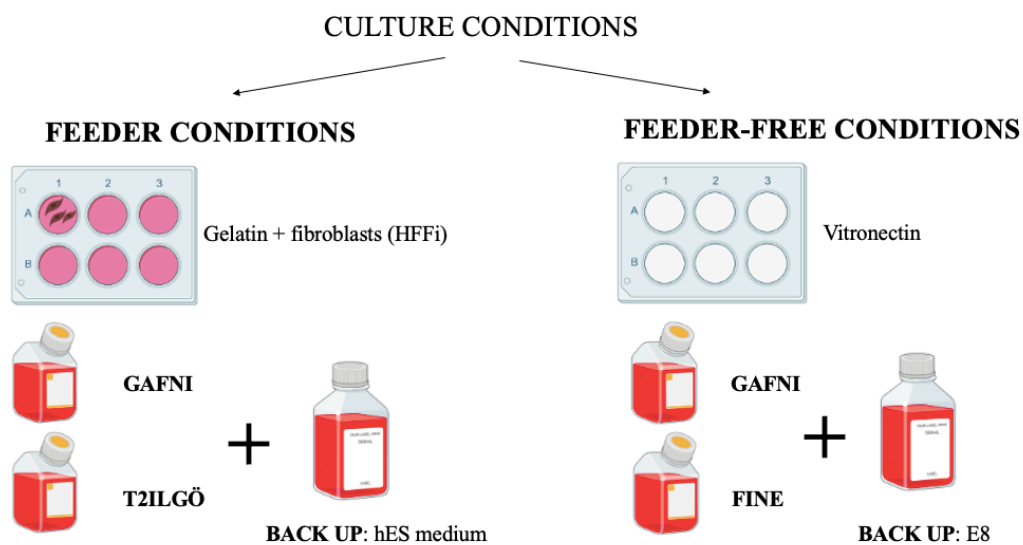 CULTURE CONDITIONS
FEEDER CONDITIONS
1 2 3
A
B
Gelatin + fibroblasts (HFFi)
GAFNI
T2ILGÖ
+
BACK UP: hES medium
FEEDER-FREE CONDITIONS
1 2 3
A
B
Vitronectin
GAFNI
FINE
+
BACK UP: E8